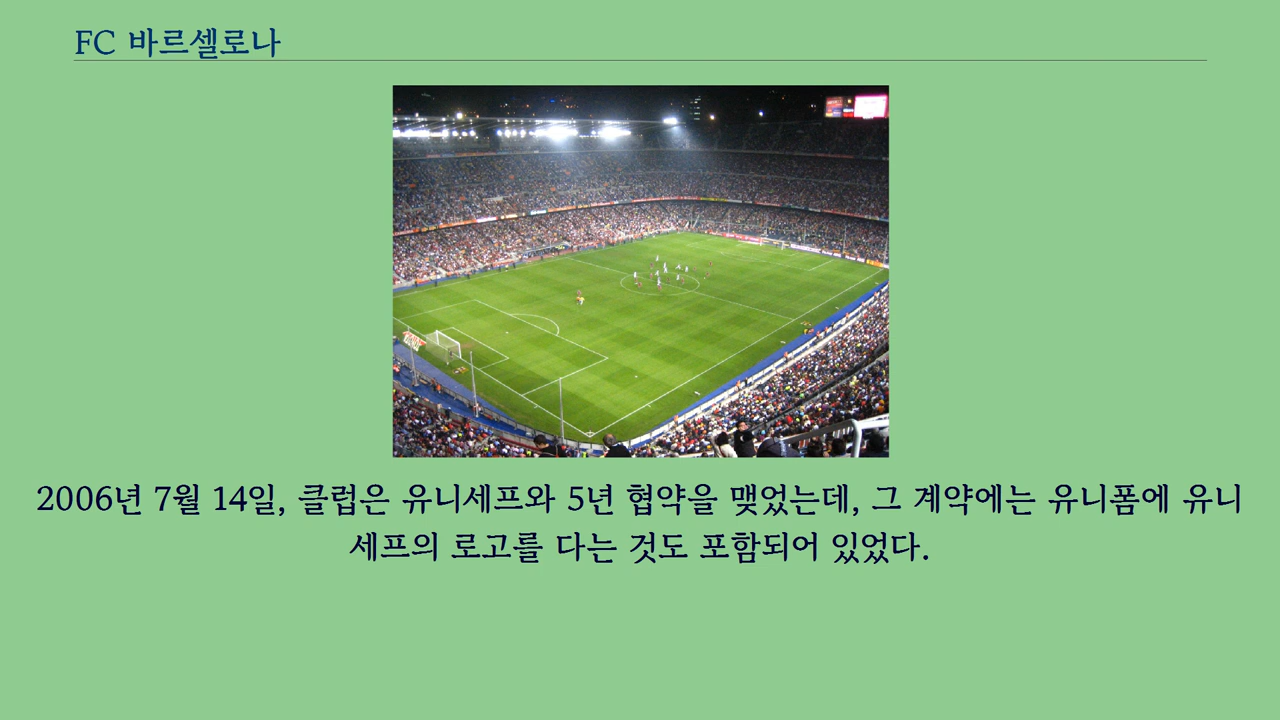 FC 바르셀로나
2006년 7월 14일, 클럽은 유니세프와 5년 협약을 맺었는데, 그 계약에는 유니폼에 유니
세프의 로고를 다는 것도 포함되어 있었다.